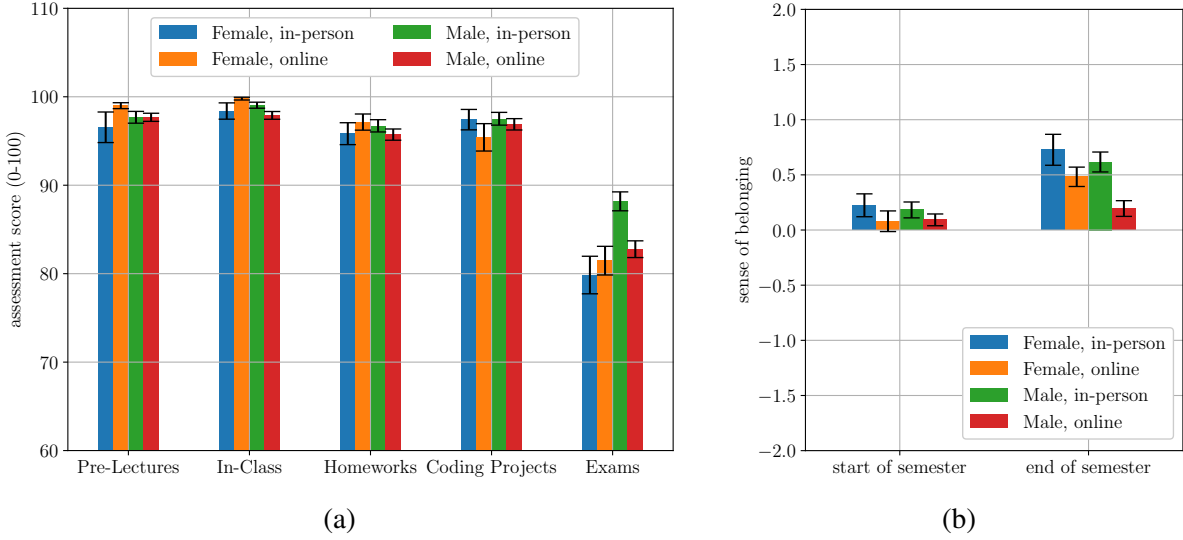 110
100
90
80
70
60
assessment score (0-100)
Female, in-person
Female, online
Male, in-person
Male, online
Pre-Lectures
In-Class
Homeworks
Coding Projects
Exams
(a)
2.0
1.5
1.0
0.5
0.0
−0.5
−1.0
−1.5
−2.0
sense of belonging
Female, in-person
Female, online
Male, in-person
Male, online
start of semester
end of semester
(b)